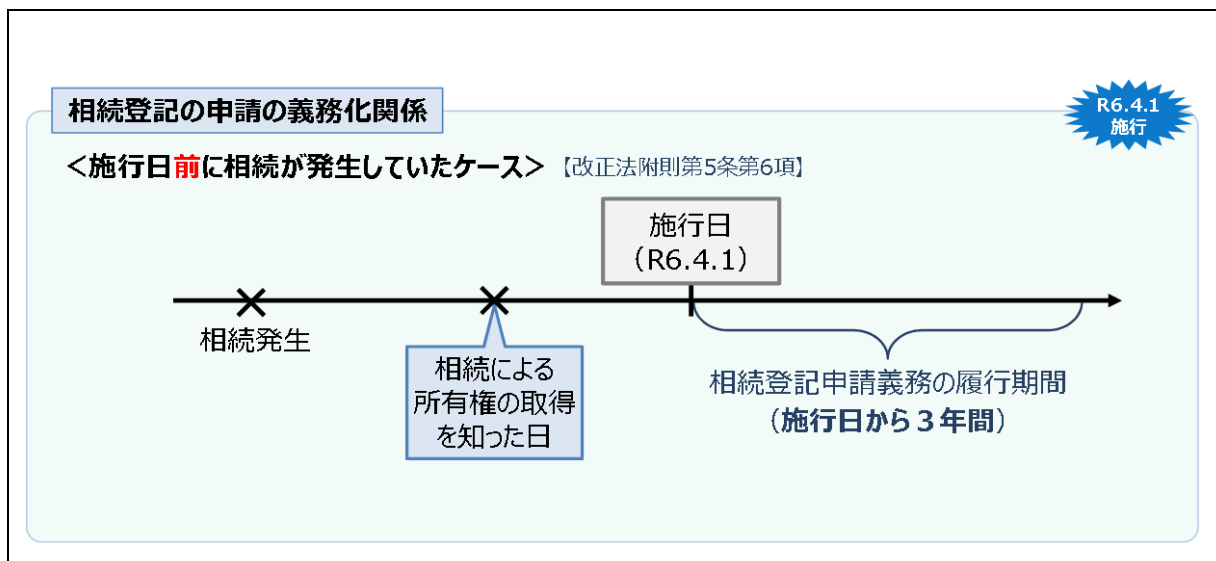 相続登記の申請の義務化関係
R6.4.1
施行
＜施行日前に相続が発生していたケース＞【改正法附則第5条第6項】
施行日
（R6.4.1）
相続発生
相続による
所有権の取得
を知った日
相続登記申請義務の履行期間
（施行日から３年間）